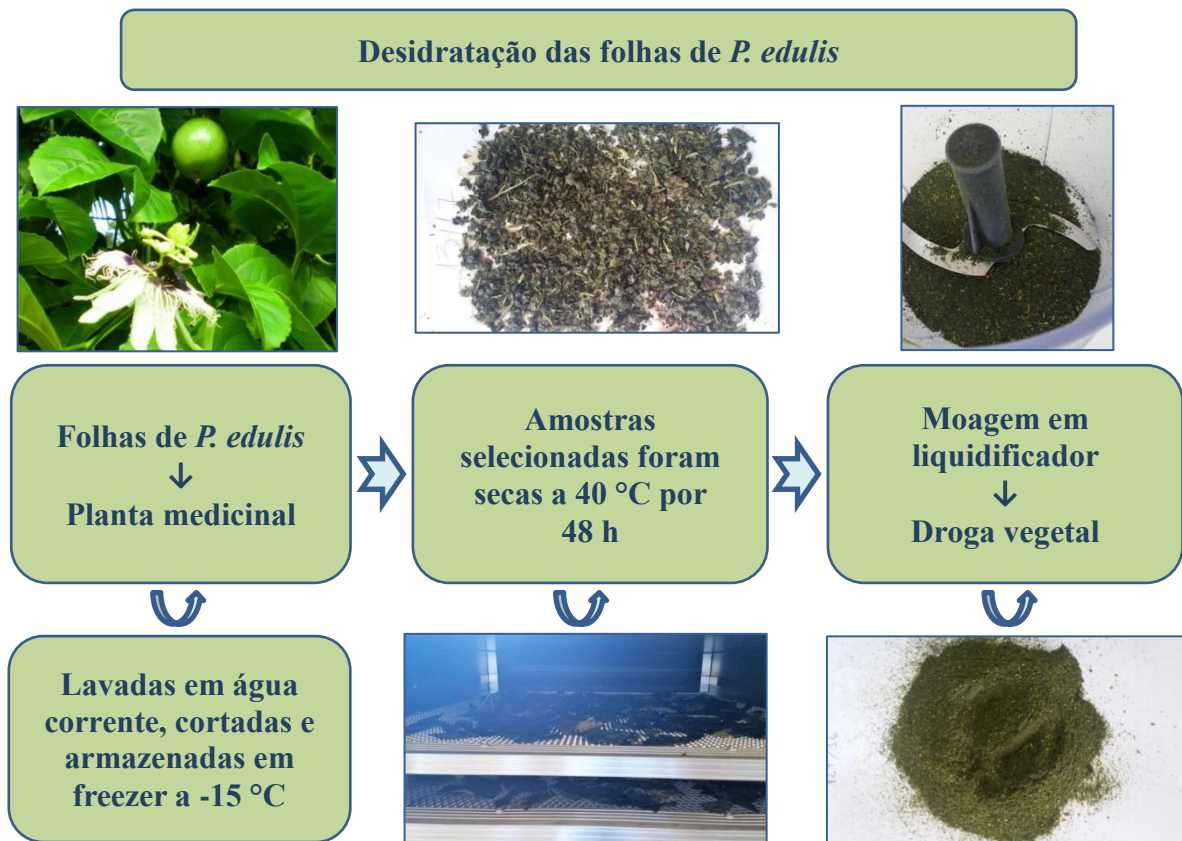 Desidratação das folhas de P. edulis
Folhas de P. edulis
↓
Planta medicinal
Amostras
selecionadas foram
secas a 40 °C por
48 h
Moagem em
liquidificador
↓
Droga vegetal
Lavadas em água
corrente, cortadas e
armazenadas em
freezer a -15 °C